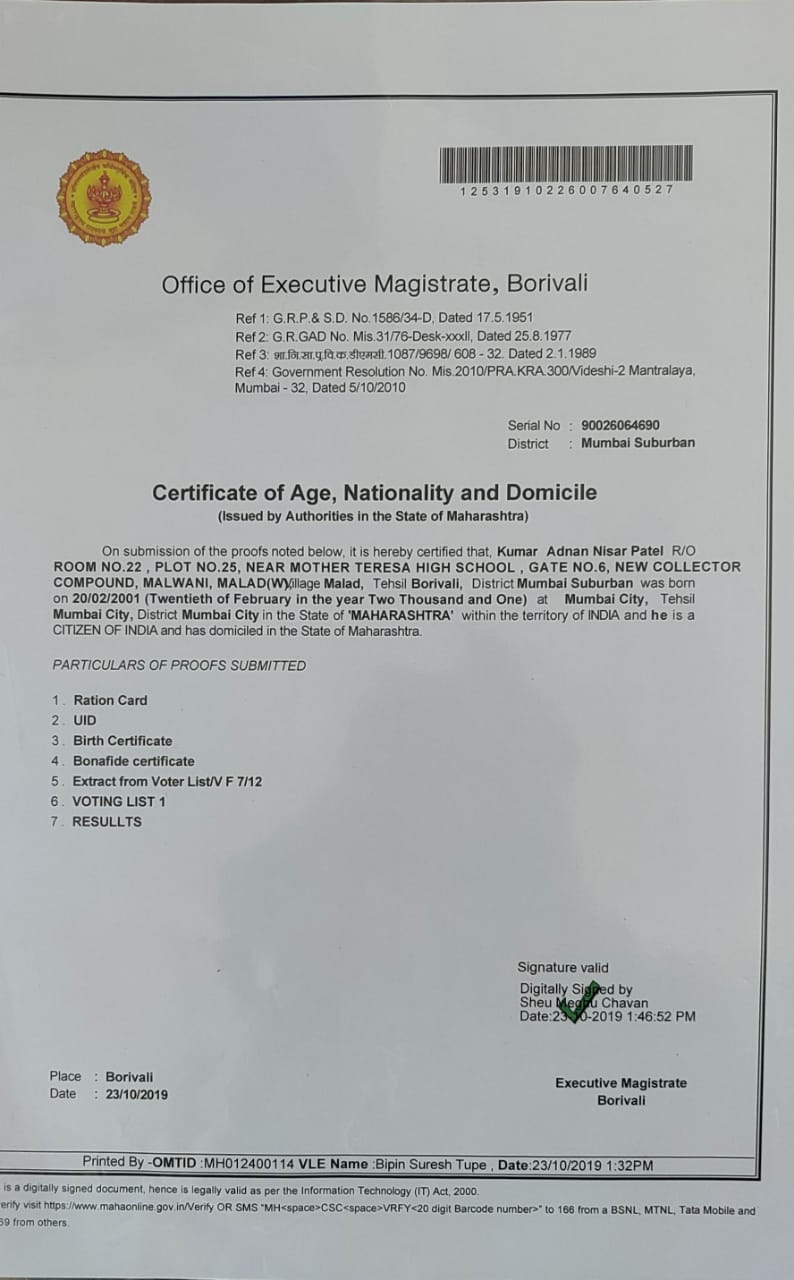 12531910226007640527
Office of Executive Magistrate, Borivali
Ref 1: G.R.P.& S.D. No.1586/34-D, Dated 17.5.1951
Ref 2: G.R.GAD No. Mis.31/76-Desk-xxxII, Dated 25.8.1977
Ref 3: शा.नि.सा.पू.वि.क.डीएमसी.1087/9698/ 608 - 32. Dated 2.1.1989
Ref 4: Government Resolution No. Mis.2010/PRA.KRA.300/Videshi-2 Mantralaya,
Mumbai - 32, Dated 5/10/2010
Serial No : 90026064690
District : Mumbai Suburban
Certificate of Age, Nationality and Domicile
(Issued by Authorities in the State of Maharashtra)
On submission of the proofs noted below, it is hereby certified that, Kumar Adnan Nisar Patel R/O
ROOM NO.22 , PLOT NO.25, NEAR MOTHER TERESA HIGH SCHOOL , GATE NO.6, NEW COLLECTOR
COMPOUND, MALWANI, MALAD(W)Village Malad, Tehsil Borivali, District Mumbai Suburban was born
on 20/02/2001 (Twentieth of February in the year Two Thousand and One) at Mumbai City, Tehsil
Mumbai City, District Mumbai City in the State of 'MAHARASHTRA' within the territory of INDIA and he is a
CITIZEN OF INDIA and has domiciled in the State of Maharashtra.
PARTICULARS OF PROOFS SUBMITTED
1 . Ration Card
2 . UID
3 . Birth Certificate
4 . Bonafide certificate
5 . Extract from Voter List/V F 7/12
6 . VOTING LIST 1
7 . RESULLTS
Signature valid
Digitally Signed by
Sheu Meghu Chavan
Date:23-10-2019 1:46:52 PM
Place : Borivali
Date : 23/10/2019
Executive Magistrate
Borivali
Printed By -OMTID :MH012400114 VLE Name :Bipin Suresh Tupe , Date:23/10/2019 1:32PM
is a digitally signed document, hence is legally valid as per the Information Technology (IT) Act, 2000.
erify visit https://www.mahaonline.gov.in/Verify OR SMS "MH<space>CSC<space>VRFY<20 digit Barcode number>" to 166 from a BSNL, MTNL, Tata Mobile and
69 from others.